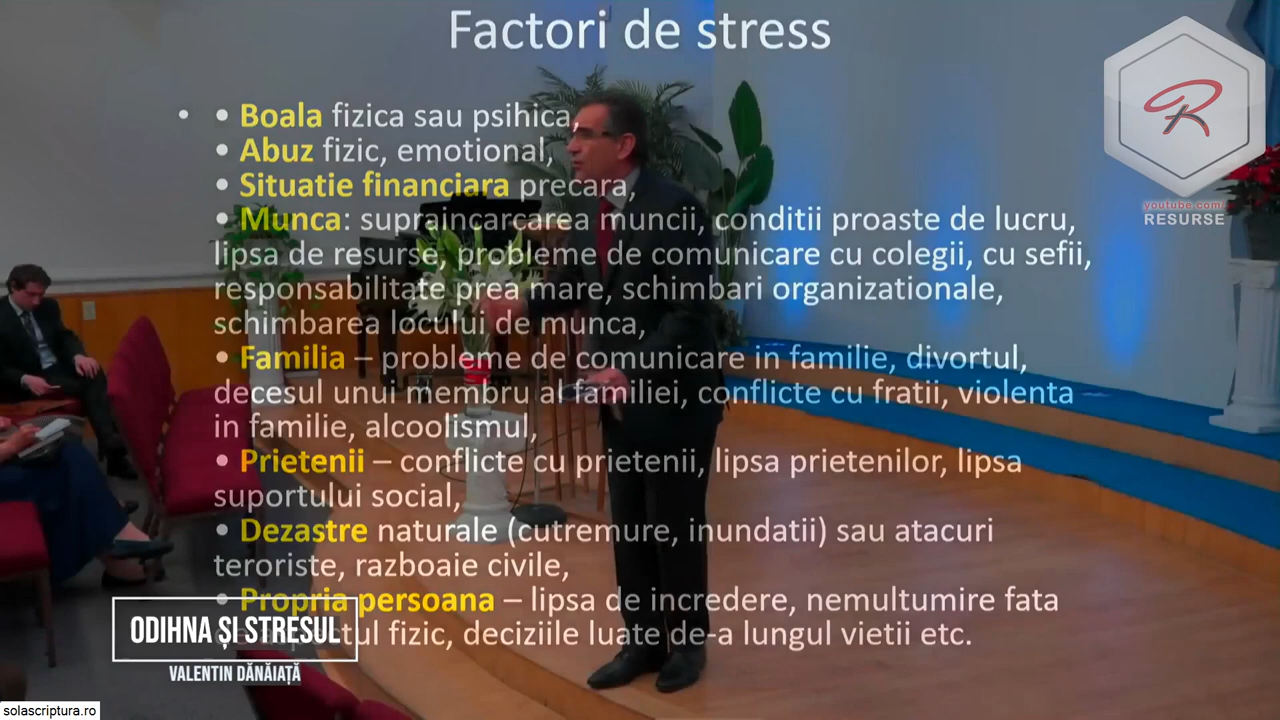 Factori de stress
• • Boala fizica sau psihica,
• Abuz fizic, emotional,
• Situatie financiara precara,
• Munca: supraincarcarea muncii, conditii proaste de lucru,
lipsa de resurse, probleme de comunicare cu colegii, cu sefii,
responsabilitate prea mare, schimbari organizationale,
schimbarea locului de munca,
• Familia – probleme de comunicare in familie, divortul,
decesul unui membru al familiei, conflicte cu fratii, violenta
in familie, alcoolismul,
• Prietenii – conflicte cu prietenii, lipsa prietenilor, lipsa
suportului social,
• Dezastre naturale (cutremure, inundatii) sau atacuri
teroriste, razboaie civile,
• Propria persoana – lipsa de incredere, nemultumire fata
fizic, deciziile luate de-a lungul vietii etc.
ODIHNA ȘI STRESUL
VALENTIN DĂNĂIAȚĂ
R
youtube.com/
RESURSE
solascriptura.ro